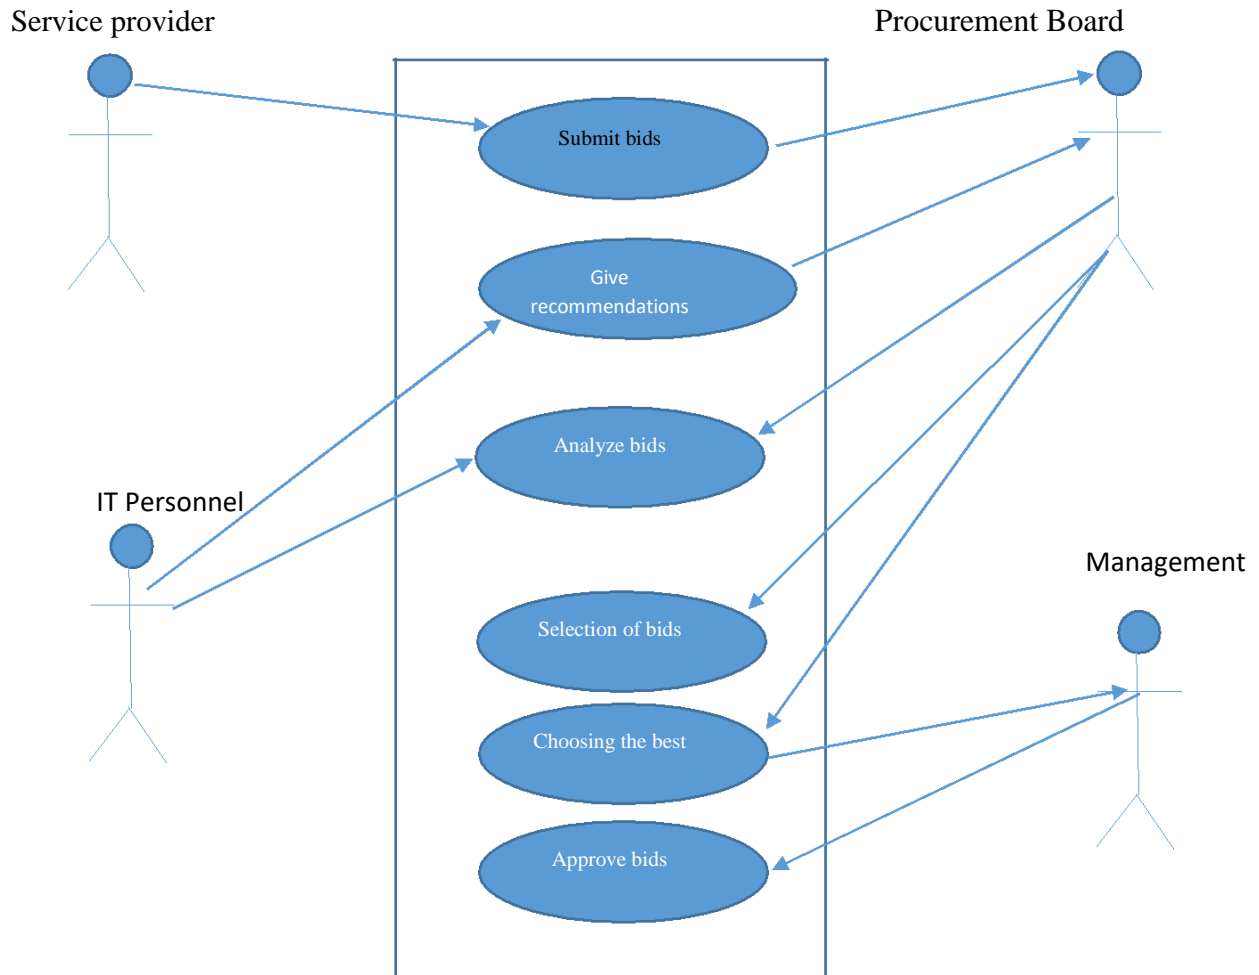 Service provider
Procurement Board
Submit bids
Give
recommendations
Analyze bids
IT Personnel
Management
Selection of bids
Choosing the best
Approve bids